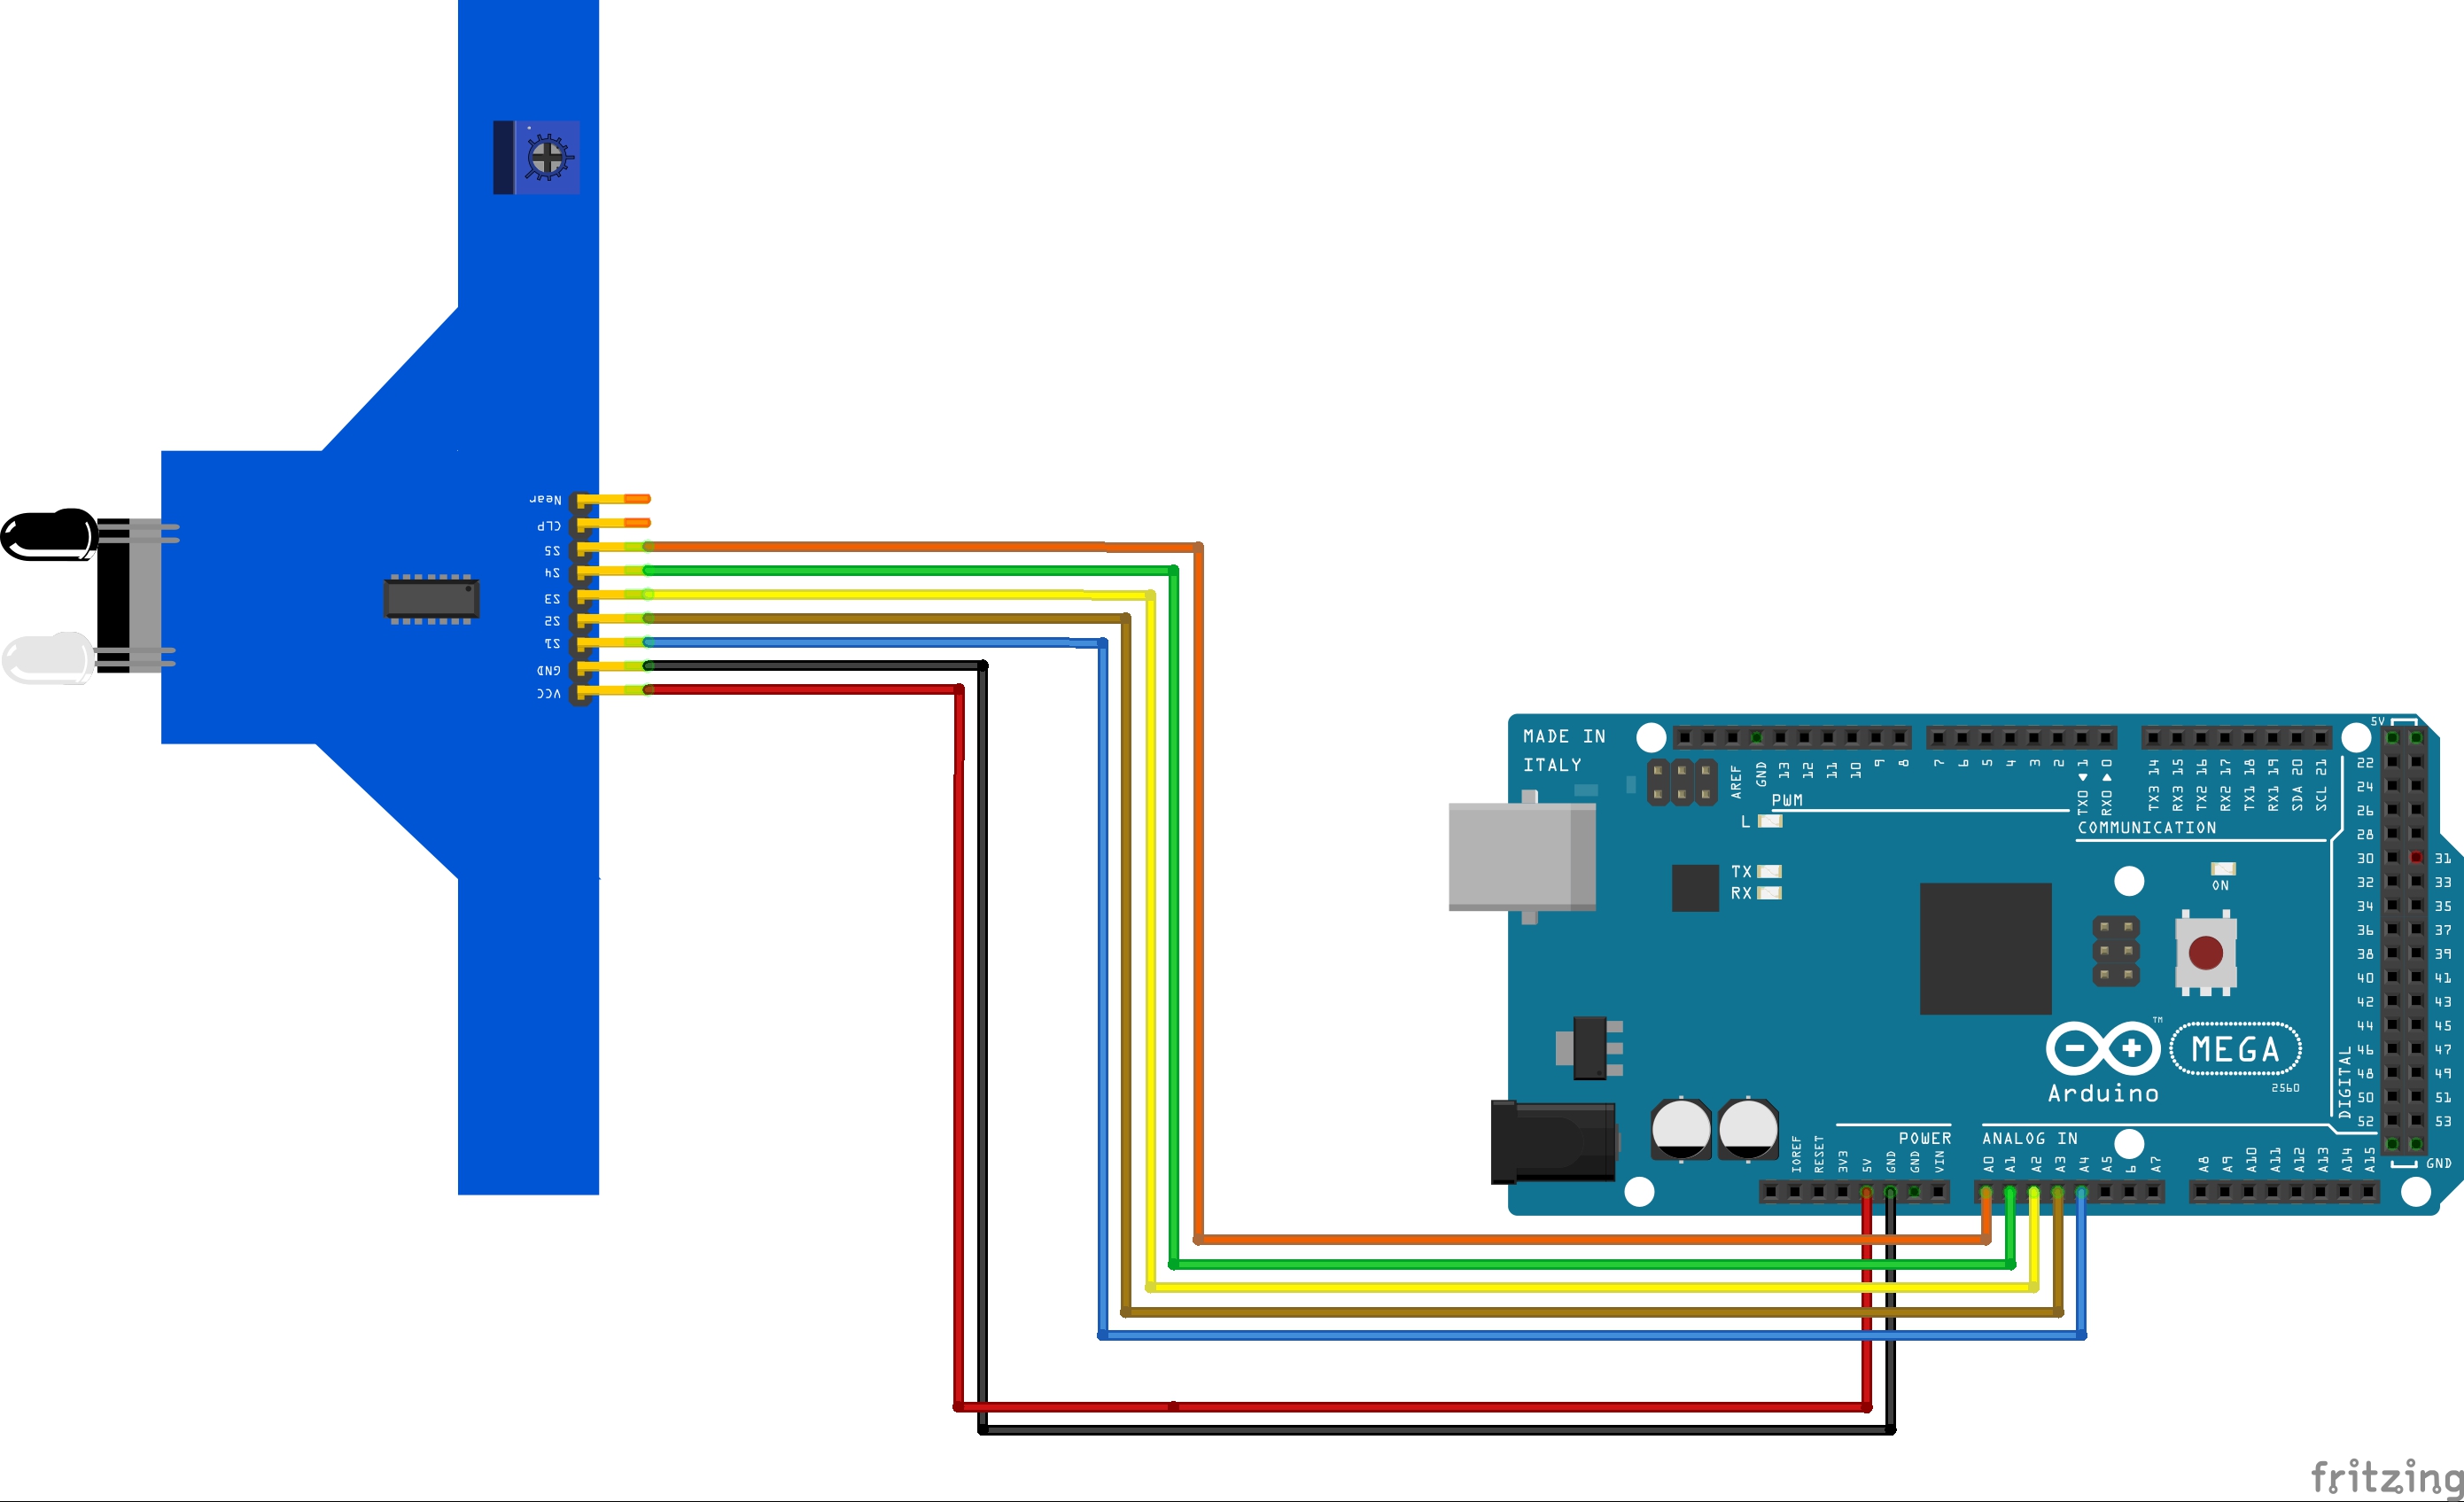 Near
CLP
S5
S4
S3
S2
S1
GND
VCC
MADE IN
ITALY
AREF
GND
13
12
11
10
9
8
7
6
5
4
3
2
TX0 ◀ 1
RX0 ▶ 0
TX3 14
RX3 15
TX2 16
RX2 17
TX1 18
RX1 19
SDA 20
SCL 21
PWM
COMMUNICATION
L
TX
RX
ON
5V
22
24
26
28
30 31
32 33
34 35
36 37
38 39
40 41
42 43
44 45
46 47
48 49
50 51
52 53
GND
DIGITAL
TM
MEGA
Arduino
2560
POWER
ANALOG IN
IOREF
RESET
3V3
5V
GND
GND
VIN
A0
A1
A2
A3
A4
A5
6
A7
A8
A9
A10
A11
A12
A13
A14
A15
fritzing